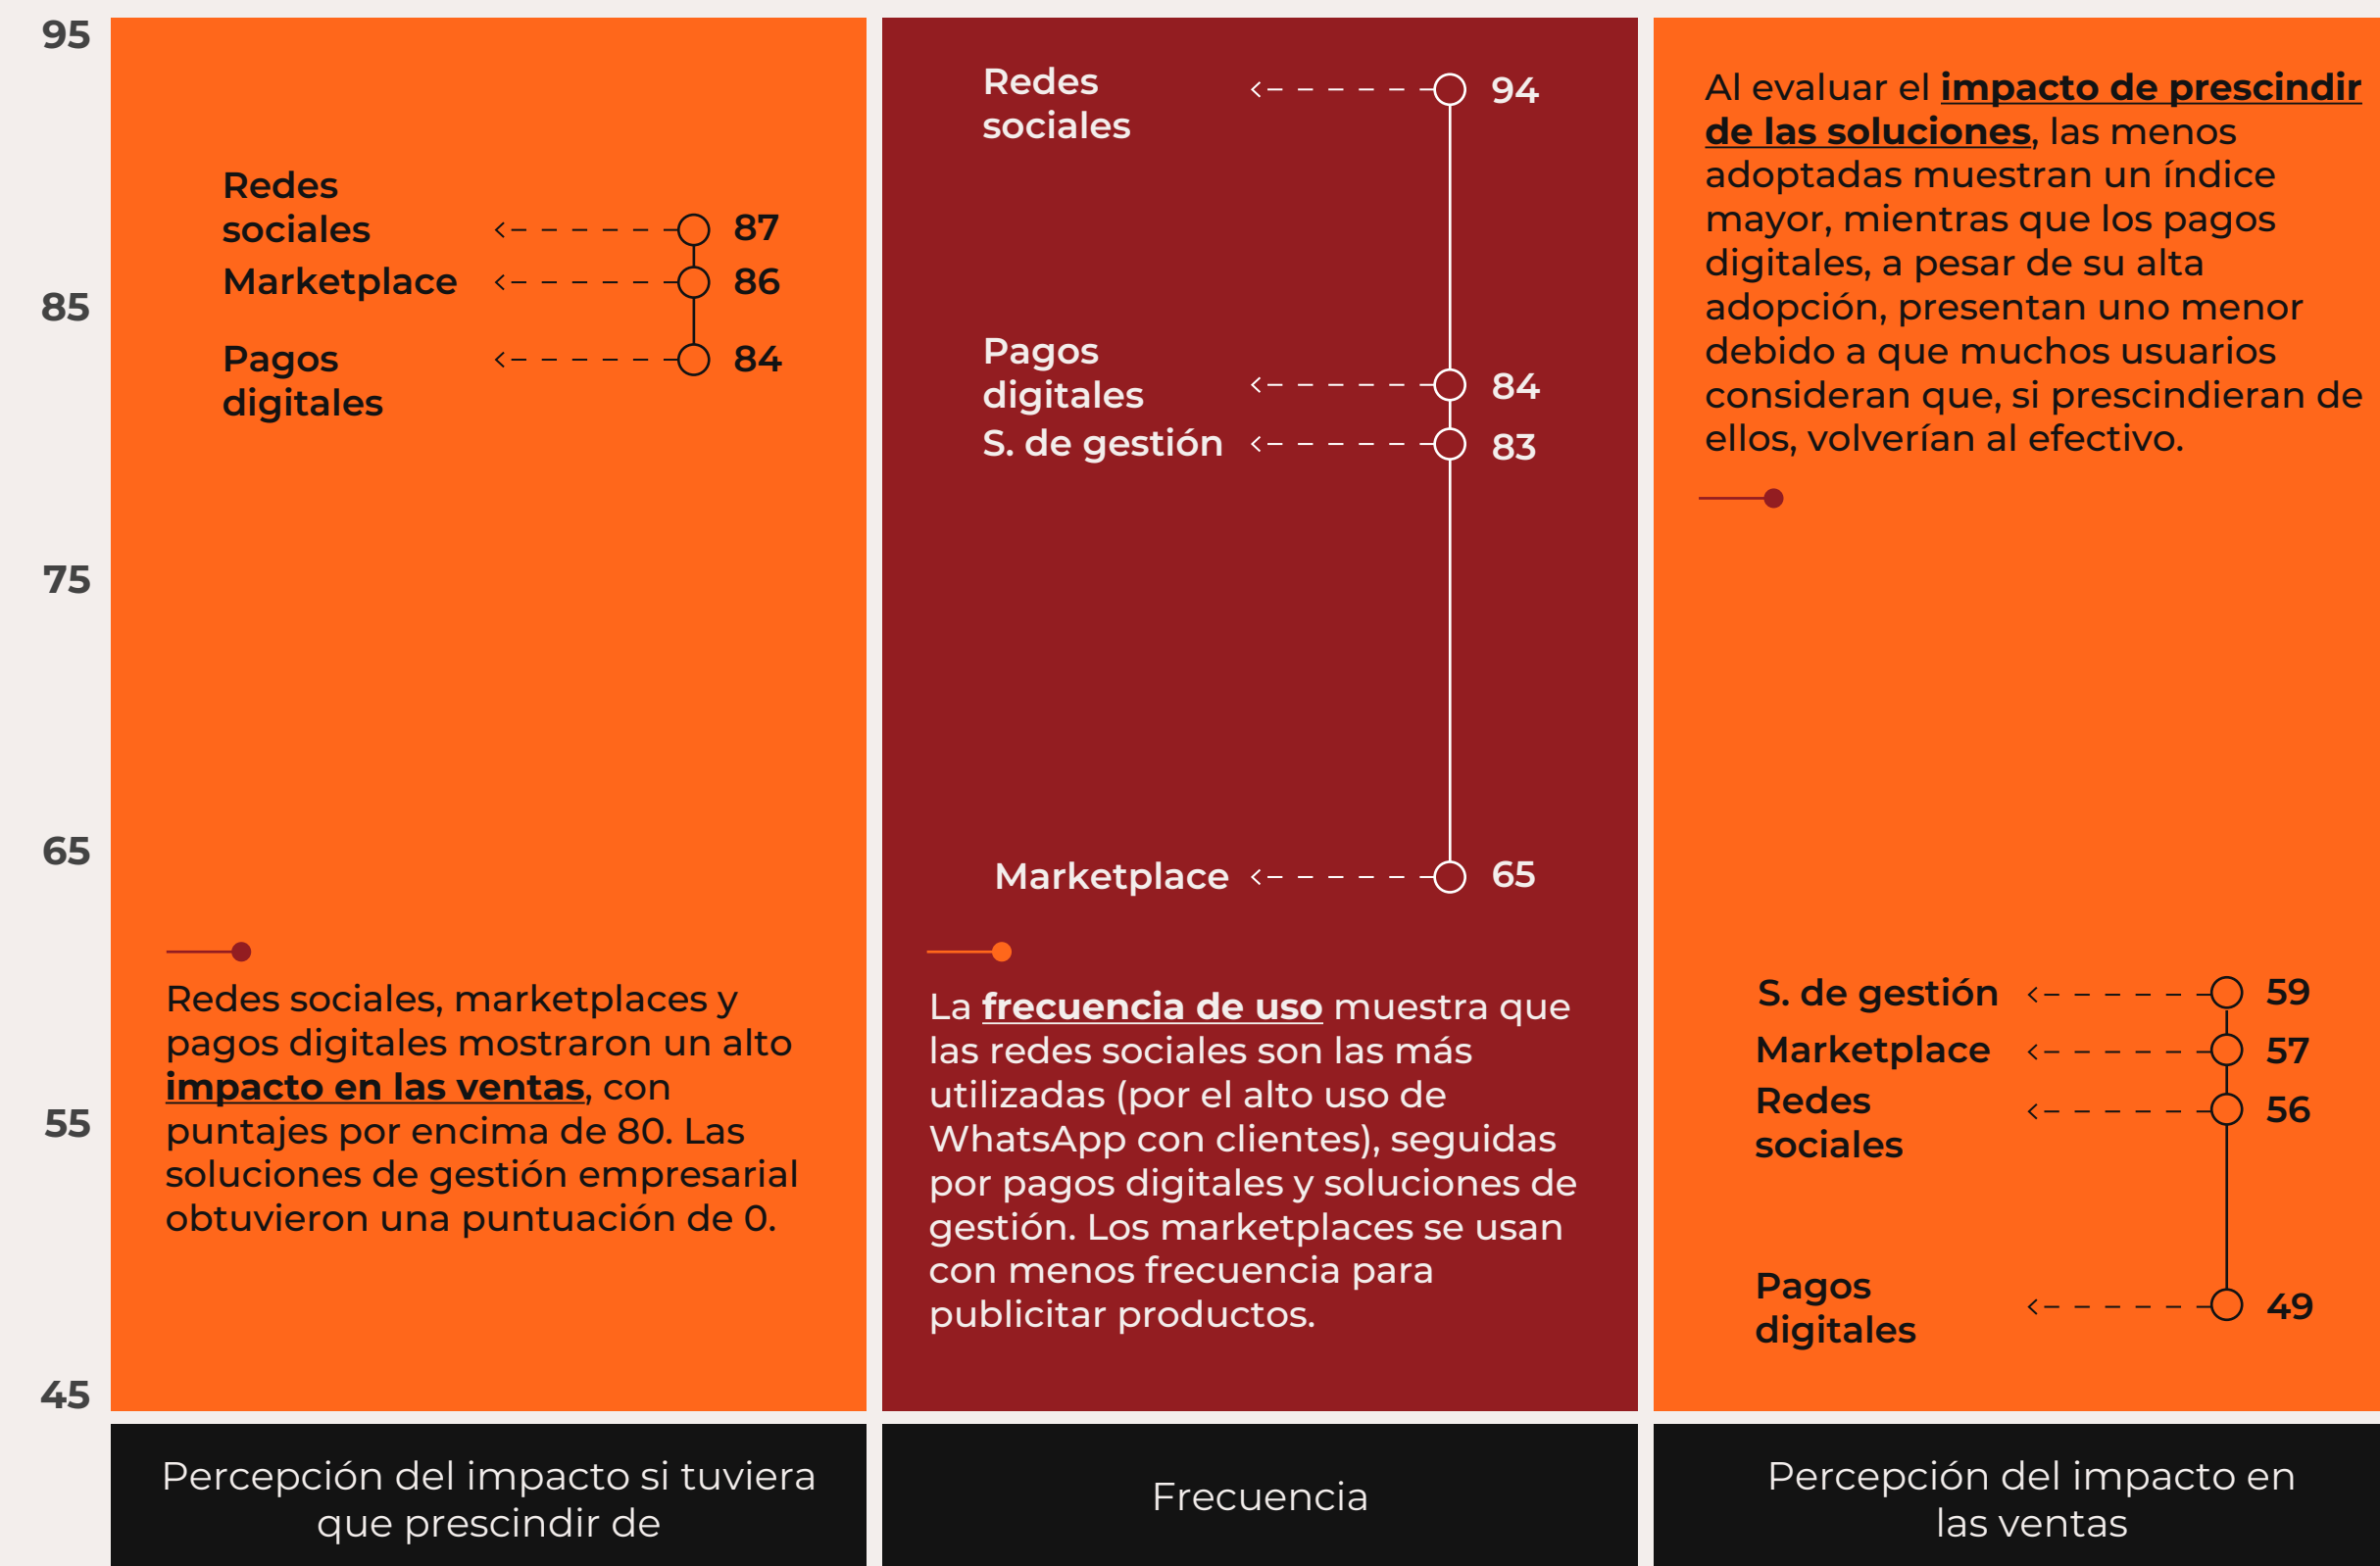 95
85
75
65
55
45
Redes
sociales
87
Marketplace
86
Pagos
digitales
84
Redes sociales, marketplaces y
pagos digitales mostraron un alto
impacto en las ventas, con
puntajes por encima de 80. Las
soluciones de gestión empresarial
obtuvieron una puntuación de 0.
Percepción del impacto si tuviera
que prescindir de
Redes
sociales
94
Pagos
digitales
84
S. de gestión
83
Marketplace
65
La frecuencia de uso muestra que
las redes sociales son las más
utilizadas (por el alto uso de
WhatsApp con clientes), seguidas
por pagos digitales y soluciones de
gestión. Los marketplaces se usan
con menos frecuencia para
publicitar productos.
Frecuencia
Al evaluar el impacto de prescindir
de las soluciones, las menos
adoptadas muestran un índice
mayor, mientras que los pagos
digitales, a pesar de su alta
adopción, presentan uno menor
debido a que muchos usuarios
consideran que, si prescindieran de
ellos, volverían al efectivo.
S. de gestión
59
Marketplace
57
Redes
sociales
56
Pagos
digitales
49
Percepción del impacto en
las ventas